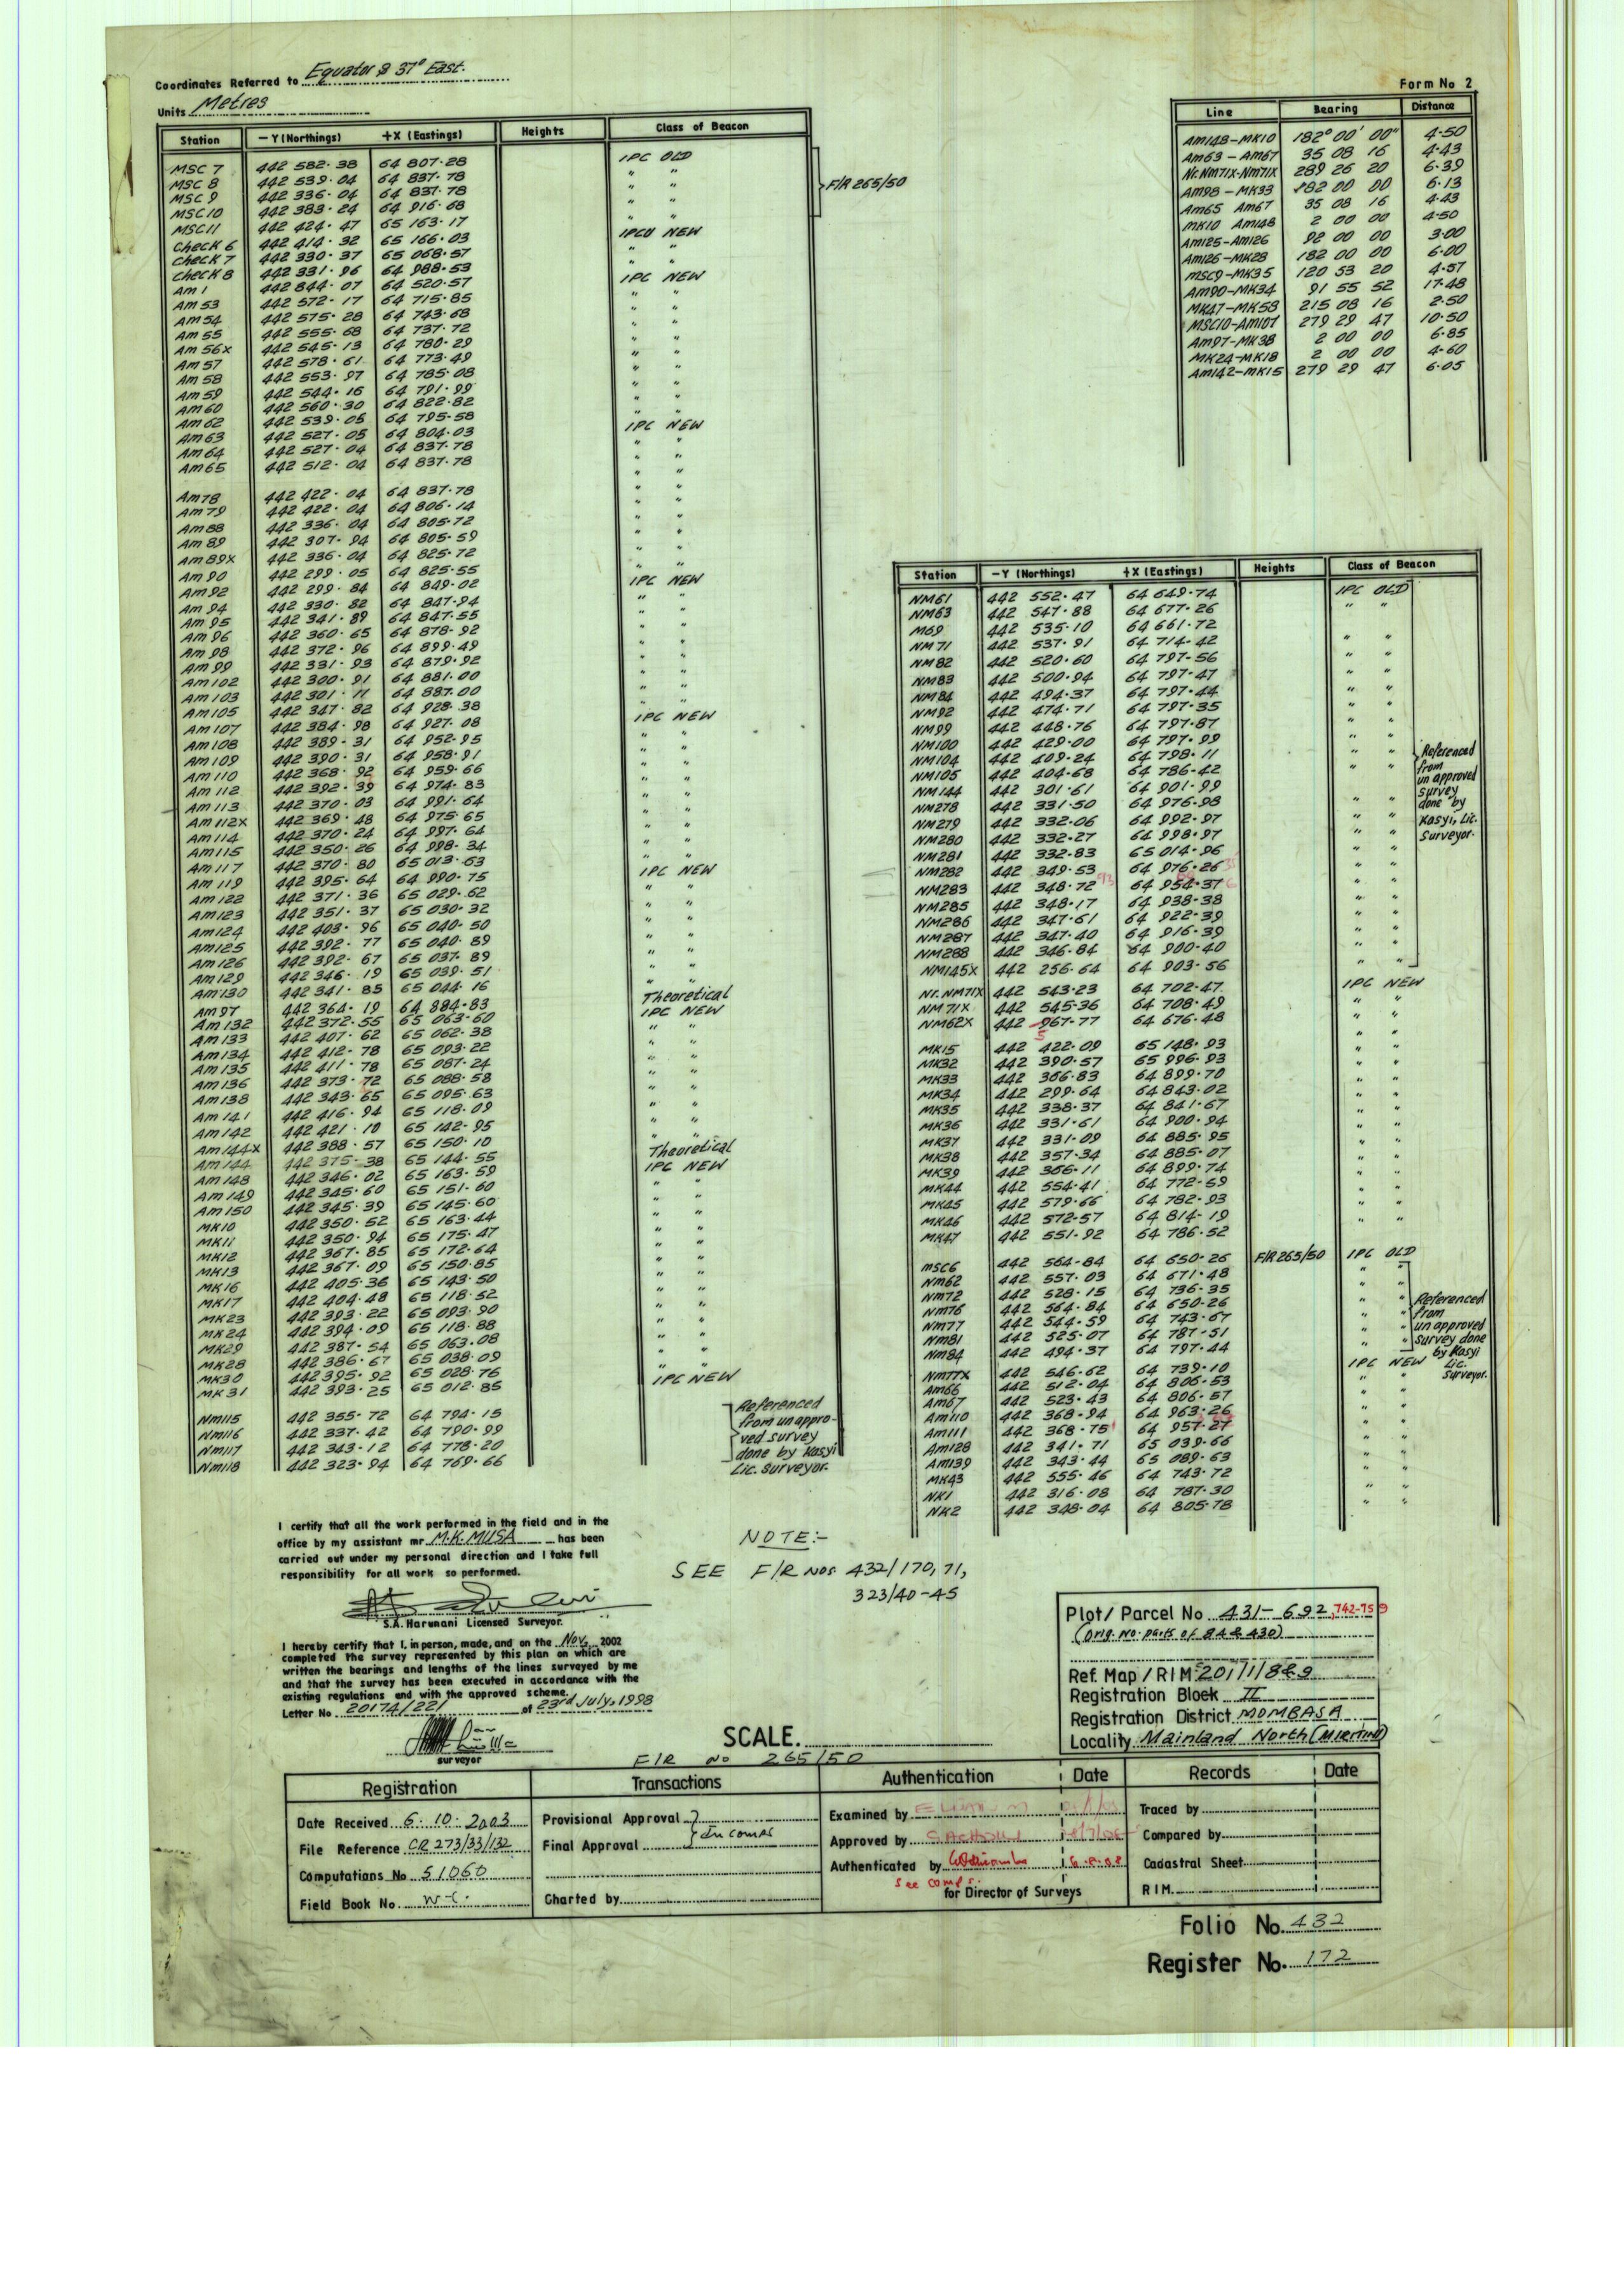 Coordinates Referred to Equator & 37° East.
Units Metres
Form No 2
Station -Y (Northings) +X (Eastings) Heights Class of Beacon
MSC 7 442 582.38 64 807.28 IPC OLD
MSC 8 442 539.04 64 837.78 " "
MSC 9 442 336.04 64 837.78 " "
MSC10 442 383.24 64 916.68 " "
MSC11 442 424.47 65 163.17 " "
F/R 265/50
Check 6 442 414.32 65 166.03 IPCU NEW
Check 7 442 330.37 65 068.57 " "
Check 8 442 331.96 64 988.53 " "
Am 1 442 844.07 64 520.57 IPC NEW
Am 53 442 572.17 64 715.85 " "
Am 54 442 575.28 64 743.68 " "
Am 55 442 555.68 64 737.72 " "
Am 56x 442 545.13 64 780.29 " "
Am 57 442 578.61 64 773.49 " "
Am 58 442 553.97 64 785.08 " "
Am 59 442 544.16 64 791.99 " "
Am 60 442 560.30 64 822.82 " "
Am 62 442 539.05 64 795.58 " "
Am 63 442 527.05 64 804.03 IPC NEW
Am 64 442 527.04 64 837.78 " "
Am 65 442 512.04 64 837.78 " "
Am 78 442 422.04 64 837.78 " "
Am 79 442 422.04 64 806.14 " "
Am 88 442 336.04 64 805.72 " "
Am 89 442 307.94 64 805.59 " "
Am 89x 442 336.04 64 825.72 " "
Am 90 442 299.05 64 825.55 " "
Am 92 442 299.84 64 849.02 IPC NEW
Am 94 442 330.82 64 847.94 " "
Am 95 442 341.89 64 847.55 " "
Am 96 442 360.65 64 878.92 " "
Am 98 442 372.96 64 899.49 " "
Am 99 442 331.93 64 879.92 " "
Am 102 442 300.91 64 881.00 " "
Am 103 442 301.11 64 887.00 " "
Am 105 442 347.82 64 928.38 " "
Am 107 442 384.98 64 927.08 IPC NEW
Am 108 442 389.31 64 952.95 " "
Am 109 442 390.31 64 958.91 " "
Am 110 442 368.92 64 959.66 " "
Am 112 442 392.39 64 974.83 " "
Am 113 442 370.03 64 991.64 " "
Am 112x 442 369.48 64 975.65 " "
Am 114 442 370.24 64 997.64 " "
Am 115 442 350.26 64 998.34 " "
Am 117 442 370.80 65 013.63 " "
Am 119 442 395.64 64 990.75 IPC NEW
Am 122 442 371.36 65 029.62 " "
Am 123 442 351.37 65 030.32 " "
Am 124 442 403.96 65 040.50 " "
Am 125 442 392.77 65 040.89 " "
Am 126 442 392.67 65 037.89 " "
Am 129 442 346.19 65 039.51 " "
Am 130 442 341.85 65 044.16 " "
Am 97 442 364.19 64 884.83 Theoretical
Am 132 442 372.55 65 063.60 IPC NEW
Am 133 442 407.62 65 062.38 " "
Am 134 442 412.78 65 093.22 " "
Am 135 442 411.78 65 087.24 " "
Am 136 442 373.72 65 088.58 " "
Am 138 442 343.65 65 095.63 " "
Am 141 442 416.94 65 118.09 " "
Am 142 442 421.10 65 142.95 " "
Am 144x 442 388.57 65 150.10 " "
Am 144 442 375.38 65 144.55 Theoretical
Am 148 442 346.02 65 163.59 IPC NEW
Am 149 442 345.60 65 151.60 " "
Am 150 442 345.39 65 145.60 " "
MK10 442 350.52 65 163.44 " "
MK11 442 350.94 65 175.47 " "
MK12 442 367.85 65 172.64 " "
MK13 442 367.09 65 150.85 " "
MK16 442 405.36 65 143.50 " "
MK17 442 404.48 65 118.52 " "
MK23 442 393.22 65 093.90 " "
MK24 442 394.09 65 118.88 " "
MK29 442 387.54 65 063.08 " "
MK28 442 386.67 65 038.09 " "
MK30 442 395.92 65 028.76 " "
MK31 442 393.25 65 012.85 IPC NEW
Nm115 442 355.72 64 794.15
Nm116 442 337.42 64 790.99
Nm117 442 343.12 64 778.20
Nm118 442 323.94 64 769.66
Referenced
from unappro-
ved survey
done by Kasyi
Lic. Surveyor.
Line Bearing Distance
Am148-MK10 182° 00' 00" 4.50
Am63-Am67 35 08 16 4.43
Nr.Nm71X-Nm71X 289 26 20 6.39
Am98-MK33 182 00 00 6.13
Am65 Am67 35 08 16 4.43
MK10 Am148 2 00 00 4.50
Am125-Am126 92 00 00 3.00
Am126-MK28 182 00 00 6.00
MSC9-MK35 120 53 20 4.57
Am90-MK34 91 55 52 17.48
MK47-MK58 215 08 16 2.50
MSC10-Am107 279 29 47 10.50
Am97-MK38 2 00 00 6.85
MK24-MK18 2 00 00 4.60
Am142-MK15 279 29 47 6.05
Station -Y (Northings) +X (Eastings) Heights Class of Beacon
NM61 442 552.47 64 649.74 IPC OLD
NM63 442 547.88 64 677.26 " "
M69 442 535.10 64 661.72
NM71 442 537.91 64 714.42 " "
NM82 442 520.60 64 797.56 " "
NM83 442 500.94 64 797.47 " "
NM84 442 494.37 64 797.44 " "
NM92 442 474.71 64 797.35 " "
NM99 442 448.76 64 797.87 " "
NM100 442 429.00 64 797.99 " "
NM104 442 409.24 64 798.11 " "
NM105 442 404.68 64 786.42 " "
NM144 442 301.61 64 901.99
NM278 442 331.50 64 976.98 " "
NM279 442 332.06 64 992.97 " "
NM280 442 332.27 64 998.97 " "
NM281 442 332.83 65 014.96 " "
NM282 442 349.53 64 976.26 " "
NM283 442 348.72 64 954.37 " "
NM285 442 348.17 64 938.38 " "
NM286 442 347.61 64 922.39 " "
NM287 442 347.40 64 916.39 " "
NM288 442 346.84 64 900.40 " "
NM145X 442 256.64 64 903.56 " "
Referenced
from
un approved
survey
done by
Kasyi, Lic.
Surveyor.
Nr.NM71X 442 543.23 64 702.47 IPC NEW
NM71X 442 545.36 64 708.49 " "
NM62X 442 967.77 64 676.48 " "
5
MK15 442 422.09 65 148.93 " "
MK32 442 390.57 65 996.93 " "
MK33 442 366.83 64 899.70 " "
MK34 442 299.64 64 843.02 " "
MK35 442 338.37 64 841.67 " "
MK36 442 331.61 64 900.94 " "
MK37 442 331.09 64 885.95 " "
MK38 442 357.34 64 885.07 " "
MK39 442 366.11 64 899.74 " "
MK44 442 554.41 64 772.59 " "
MK45 442 579.66 64 782.93 " "
MK46 442 572.57 64 814.19 " "
MK47 442 551.92 64 786.52
MSC6 442 564.84 64 650.26 F/R265/50 IPC OLD
Nm62 442 557.03 64 671.48 " "
Nm72 442 528.15 64 736.35 " "
Nm76 442 564.84 64 650.26 " "
Nm77 442 544.59 64 743.67 " "
Nm81 442 525.07 64 787.51 " "
Nm84 442 494.37 64 797.44 " "
Referenced
from
un approved
survey done
by Kasyi
Lic.
Surveyor.
Nm77X 442 546.62 64 739.10 IPC NEW
Am66 442 512.04 64 806.53 " "
Am67 442 523.43 64 806.57 " "
Am110 442 368.94 64 963.26 " "
Am111 442 368.75 64 957.27 " "
Am128 442 341.71 65 039.66 " "
Am139 442 343.44 65 089.63 " "
MK43 442 555.46 64 743.72 " "
NK1 442 316.08 64 787.30 " "
NK2 442 348.04 64 805.78 " "
I certify that all the work performed in the field and in the
office by my assistant mr M.K. MUSA has been
carried out under my personal direction and I take full
responsibility for all work so performed.
S.A. Harunani Licensed Surveyor.
I hereby certify that I, in person, made, and on the Nov. 2002
completed the survey represented by this plan on which are
written the bearings and lengths of the lines surveyed by me
and that the survey has been executed in accordance with the
existing regulations and with the approved scheme.
Letter No 20174/221 of 23rd July, 1998
surveyor
NOTE:-
SEE F/R Nos 432/170, 71,
323/40-45
SCALE.
F/R No 265/50
Plot/Parcel No 431-692, 742-759
(Orig. No. parts of 84 & 430)
Ref. Map/RIM 201/1/8&9
Registration Block II
Registration District MOMBASA
Locality Mainland North (MIRITINI)
Registration
Date Received 6.10.2003
File Reference CR 273/33/132
Computations No 51060
Field Book No. W-C.
Transactions
Provisional Approval
Final Approval } In comps
Charted by
Authentication Date
Examined by
Approved by
Authenticated by
See comps.
for Director of Surveys
Records Date
Traced by
Compared by
Cadastral Sheet
RIM
Folio No. 432
Register No. 172